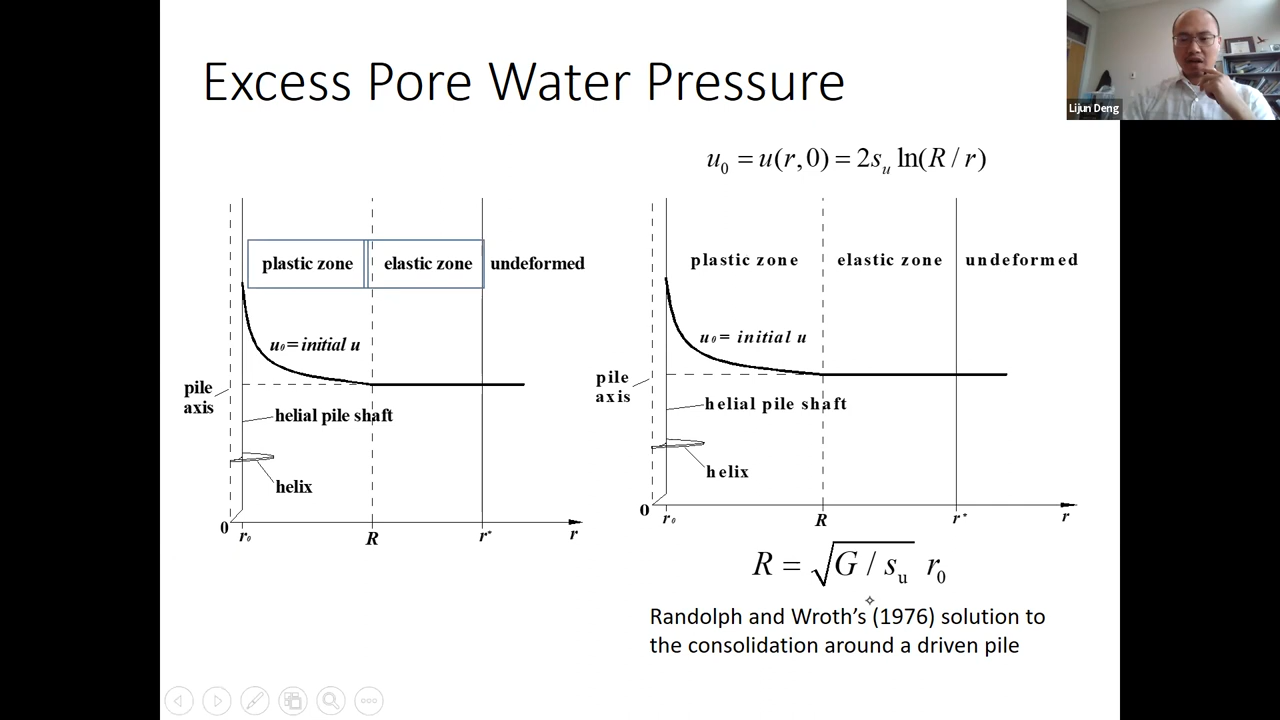 Excess Pore Water Pressure
Lijun Deng
u₀ = u(r,0) = 2sᵤ ln(R / r)
plastic zone
elastic zone
undeformed
u₀ = initial u
pile
axis
helial pile shaft
helix
0
r₀
R
r*
r
plastic zone
elastic zone
undeformed
u₀ = initial u
pile
axis
helial pile shaft
helix
0
r₀
R
r*
r
R = √(G / sᵤ) r₀
Randolph and Wroth’s (1976) solution to
the consolidation around a driven pile